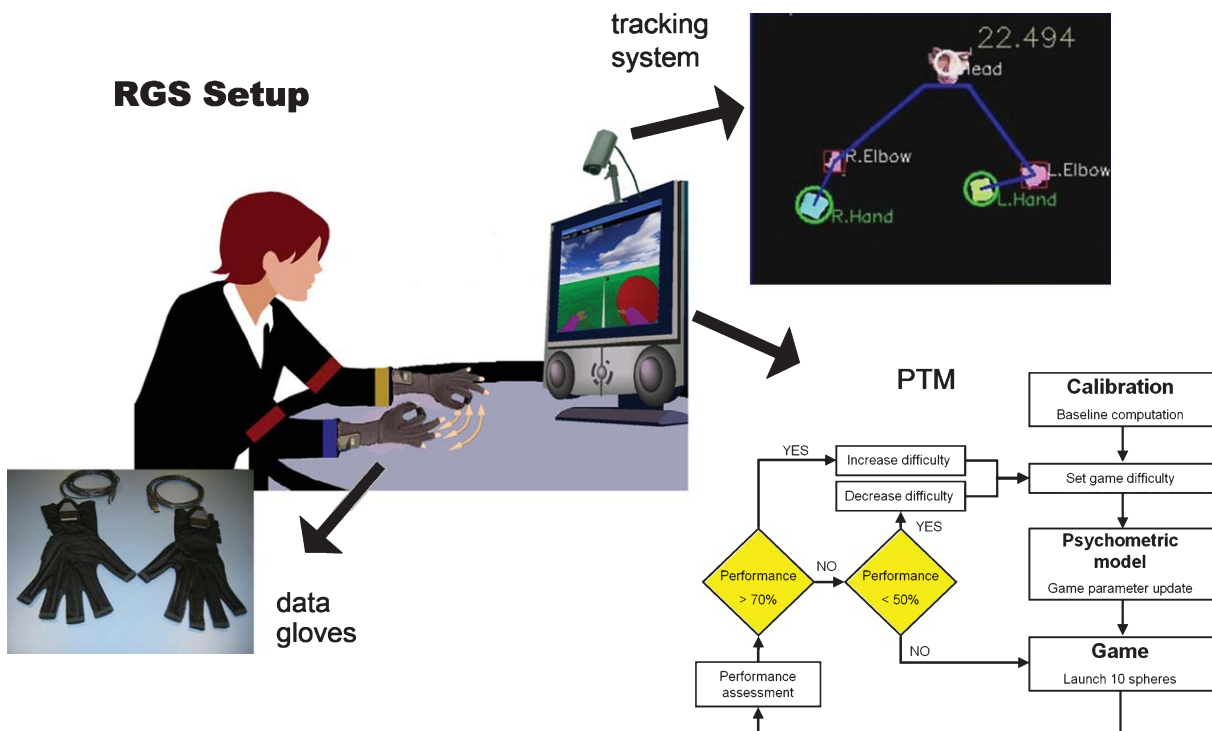 RGS Setup
tracking
system
22.494
Head
R.Elbow
L.Elbow
R.Hand
L.Hand
data
gloves
PTM
Calibration
Baseline computation
YES
Increase difficulty
Set game difficulty
Decrease difficulty
YES
Psychometric
model
Game parameter update
Performance
> 70%
NO
Performance
< 50%
NO
Game
Launch 10 spheres
Performance
assessment